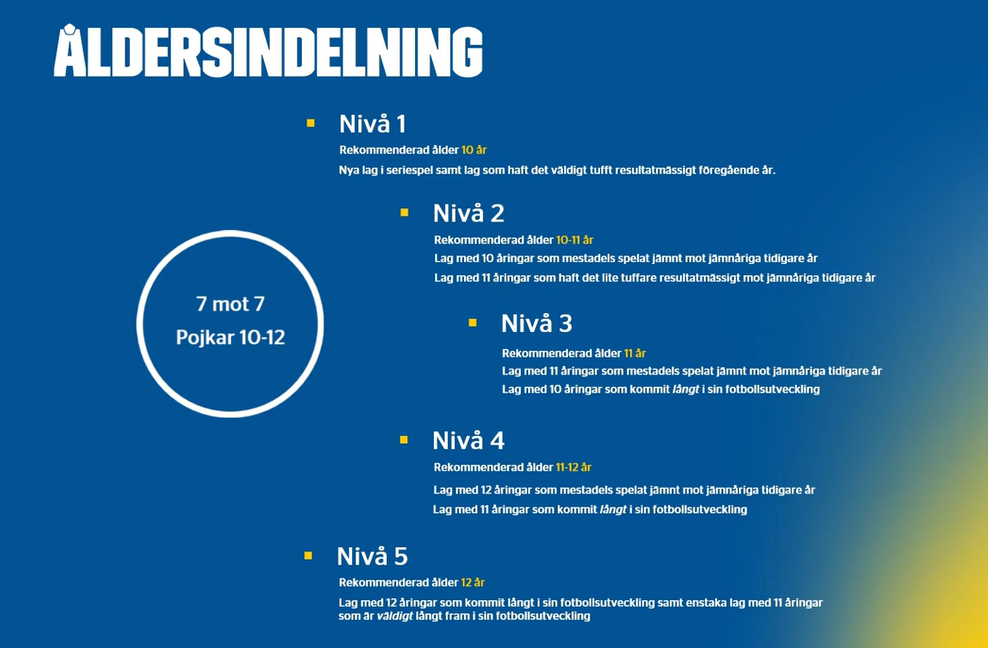 ÅLDERSINDELNING
Nivå 1
Rekommenderad ålder 10 år
Nya lag i seriespel samt lag som haft det väldigt tufft resultatmässigt föregående år.
Nivå 2
Rekommenderad ålder 10-11 år
Lag med 10 åringar som mestadels spelat jämnt mot jämnåriga tidigare år
Lag med 11 åringar som haft det lite tuffare resultatmässigt mot jämnåriga tidigare år
7 mot 7
Pojkar 10-12
Nivå 3
Rekommenderad ålder 11 år
Lag med 11 åringar som mestadels spelat jämnt mot jämnåriga tidigare år
Lag med 10 åringar som kommit långt i sin fotbollsutveckling
Nivå 4
Rekommenderad ålder 11-12 år
Lag med 12 åringar som mestadels spelat jämnt mot jämnåriga tidigare år
Lag med 11 åringar som kommit långt i sin fotbollsutveckling
Nivå 5
Rekommenderad ålder 12 år
Lag med 12 åringar som kommit långt i sin fotbollsutveckling samt enstaka lag med 11 åringar
som är väldigt långt fram i sin fotbollsutveckling